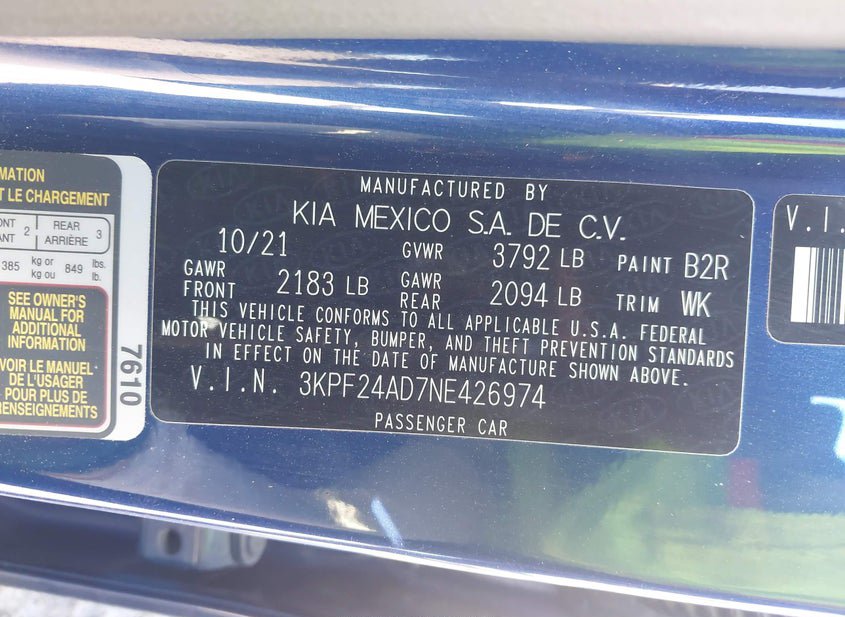 MATION
T LE CHARGEMENT
NT 2 REAR 3
ANT ARRIÈRE
385 kg or 849 lbs.
kg ou lb.
SEE OWNER'S
MANUAL FOR
ADDITIONAL
INFORMATION
VOIR LE MANUEL
DE L'USAGER
POUR PLUS DE
RENSEIGNEMENTS
7610
MANUFACTURED BY
KIA MEXICO S.A. DE C.V.
10/21 GVWR 3792 LB PAINT B2R
GAWR FRONT 2183 LB GAWR REAR 2094 LB TRIM WK
THIS VEHICLE CONFORMS TO ALL APPLICABLE U.S.A. FEDERAL
MOTOR VEHICLE SAFETY, BUMPER, AND THEFT PREVENTION STANDARDS
IN EFFECT ON THE DATE OF MANUFACTURE SHOWN ABOVE.
V.I.N. 3KPF24AD7NE426974
PASSENGER CAR
V.I.